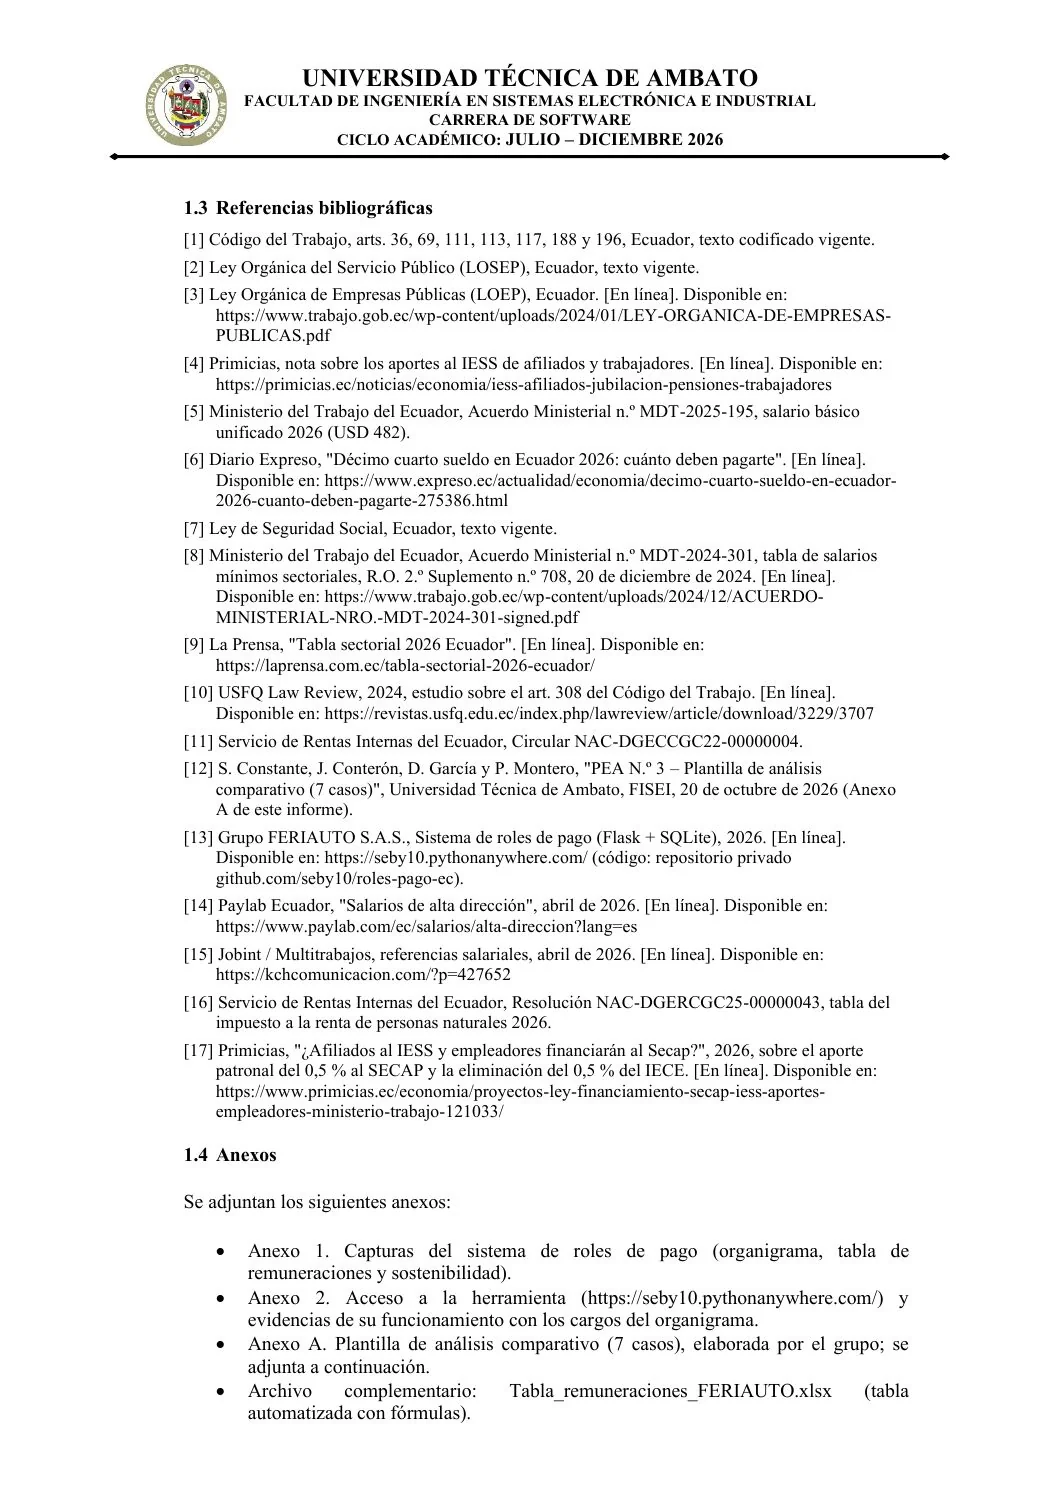 UNIVERSIDAD TÉCNICA DE AMBATO
FACULTAD DE INGENIERÍA EN SISTEMAS ELECTRÓNICA E INDUSTRIAL
CARRERA DE SOFTWARE
CICLO ACADÉMICO: JULIO – DICIEMBRE 2026
UNIVERSIDAD TÉCNICA DE AMBATO
1.3 Referencias bibliográficas
[1] Código del Trabajo, arts. 36, 69, 111, 113, 117, 188 y 196, Ecuador, texto codificado vigente.
[2] Ley Orgánica del Servicio Público (LOSEP), Ecuador, texto vigente.
[3] Ley Orgánica de Empresas Públicas (LOEP), Ecuador. [En línea]. Disponible en:
https://www.trabajo.gob.ec/wp-content/uploads/2024/01/LEY-ORGANICA-DE-EMPRESAS-
PUBLICAS.pdf
[4] Primicias, nota sobre los aportes al IESS de afiliados y trabajadores. [En línea]. Disponible en:
https://primicias.ec/noticias/economia/iess-afiliados-jubilacion-pensiones-trabajadores
[5] Ministerio del Trabajo del Ecuador, Acuerdo Ministerial n.º MDT-2025-195, salario básico
unificado 2026 (USD 482).
[6] Diario Expreso, "Décimo cuarto sueldo en Ecuador 2026: cuánto deben pagarte". [En línea].
Disponible en: https://www.expreso.ec/actualidad/economia/decimo-cuarto-sueldo-en-ecuador-
2026-cuanto-deben-pagarte-275386.html
[7] Ley de Seguridad Social, Ecuador, texto vigente.
[8] Ministerio del Trabajo del Ecuador, Acuerdo Ministerial n.º MDT-2024-301, tabla de salarios
mínimos sectoriales, R.O. 2.º Suplemento n.º 708, 20 de diciembre de 2024. [En línea].
Disponible en: https://www.trabajo.gob.ec/wp-content/uploads/2024/12/ACUERDO-
MINISTERIAL-NRO.-MDT-2024-301-signed.pdf
[9] La Prensa, "Tabla sectorial 2026 Ecuador". [En línea]. Disponible en:
https://laprensa.com.ec/tabla-sectorial-2026-ecuador/
[10] USFQ Law Review, 2024, estudio sobre el art. 308 del Código del Trabajo. [En línea].
Disponible en: https://revistas.usfq.edu.ec/index.php/lawreview/article/download/3229/3707
[11] Servicio de Rentas Internas del Ecuador, Circular NAC-DGECCGC22-00000004.
[12] S. Constante, J. Conterón, D. García y P. Montero, "PEA N.º 3 – Plantilla de análisis
comparativo (7 casos)", Universidad Técnica de Ambato, FISEI, 20 de octubre de 2026 (Anexo
A de este informe).
[13] Grupo FERIAUTO S.A.S., Sistema de roles de pago (Flask + SQLite), 2026. [En línea].
Disponible en: https://seby10.pythonanywhere.com/ (código: repositorio privado
github.com/seby10/roles-pago-ec).
[14] Paylab Ecuador, "Salarios de alta dirección", abril de 2026. [En línea]. Disponible en:
https://www.paylab.com/ec/salarios/alta-direccion?lang=es
[15] Jobint / Multitrabajos, referencias salariales, abril de 2026. [En línea]. Disponible en:
https://kchcomunicacion.com/?p=427652
[16] Servicio de Rentas Internas del Ecuador, Resolución NAC-DGERCGC25-00000043, tabla del
impuesto a la renta de personas naturales 2026.
[17] Primicias, "¿Afiliados al IESS y empleadores financiarán al Secap?", 2026, sobre el aporte
patronal del 0,5 % al SECAP y la eliminación del 0,5 % del IECE. [En línea]. Disponible en:
https://www.primicias.ec/economia/proyectos-ley-financiamiento-secap-iess-aportes-
empleadores-ministerio-trabajo-121033/
1.4 Anexos
Se adjuntan los siguientes anexos:
• Anexo 1. Capturas del sistema de roles de pago (organigrama, tabla de
remuneraciones y sostenibilidad).
• Anexo 2. Acceso a la herramienta (https://seby10.pythonanywhere.com/) y
evidencias de su funcionamiento con los cargos del organigrama.
• Anexo A. Plantilla de análisis comparativo (7 casos), elaborada por el grupo; se
adjunta a continuación.
• Archivo complementario: Tabla_remuneraciones_FERIAUTO.xlsx (tabla
automatizada con fórmulas).